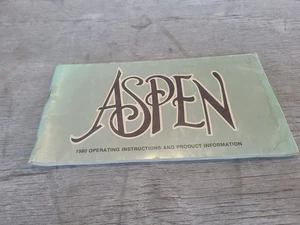 ASPEN
1980 OPERATING INSTRUCTIONS AND PRODUCT INFORMATION